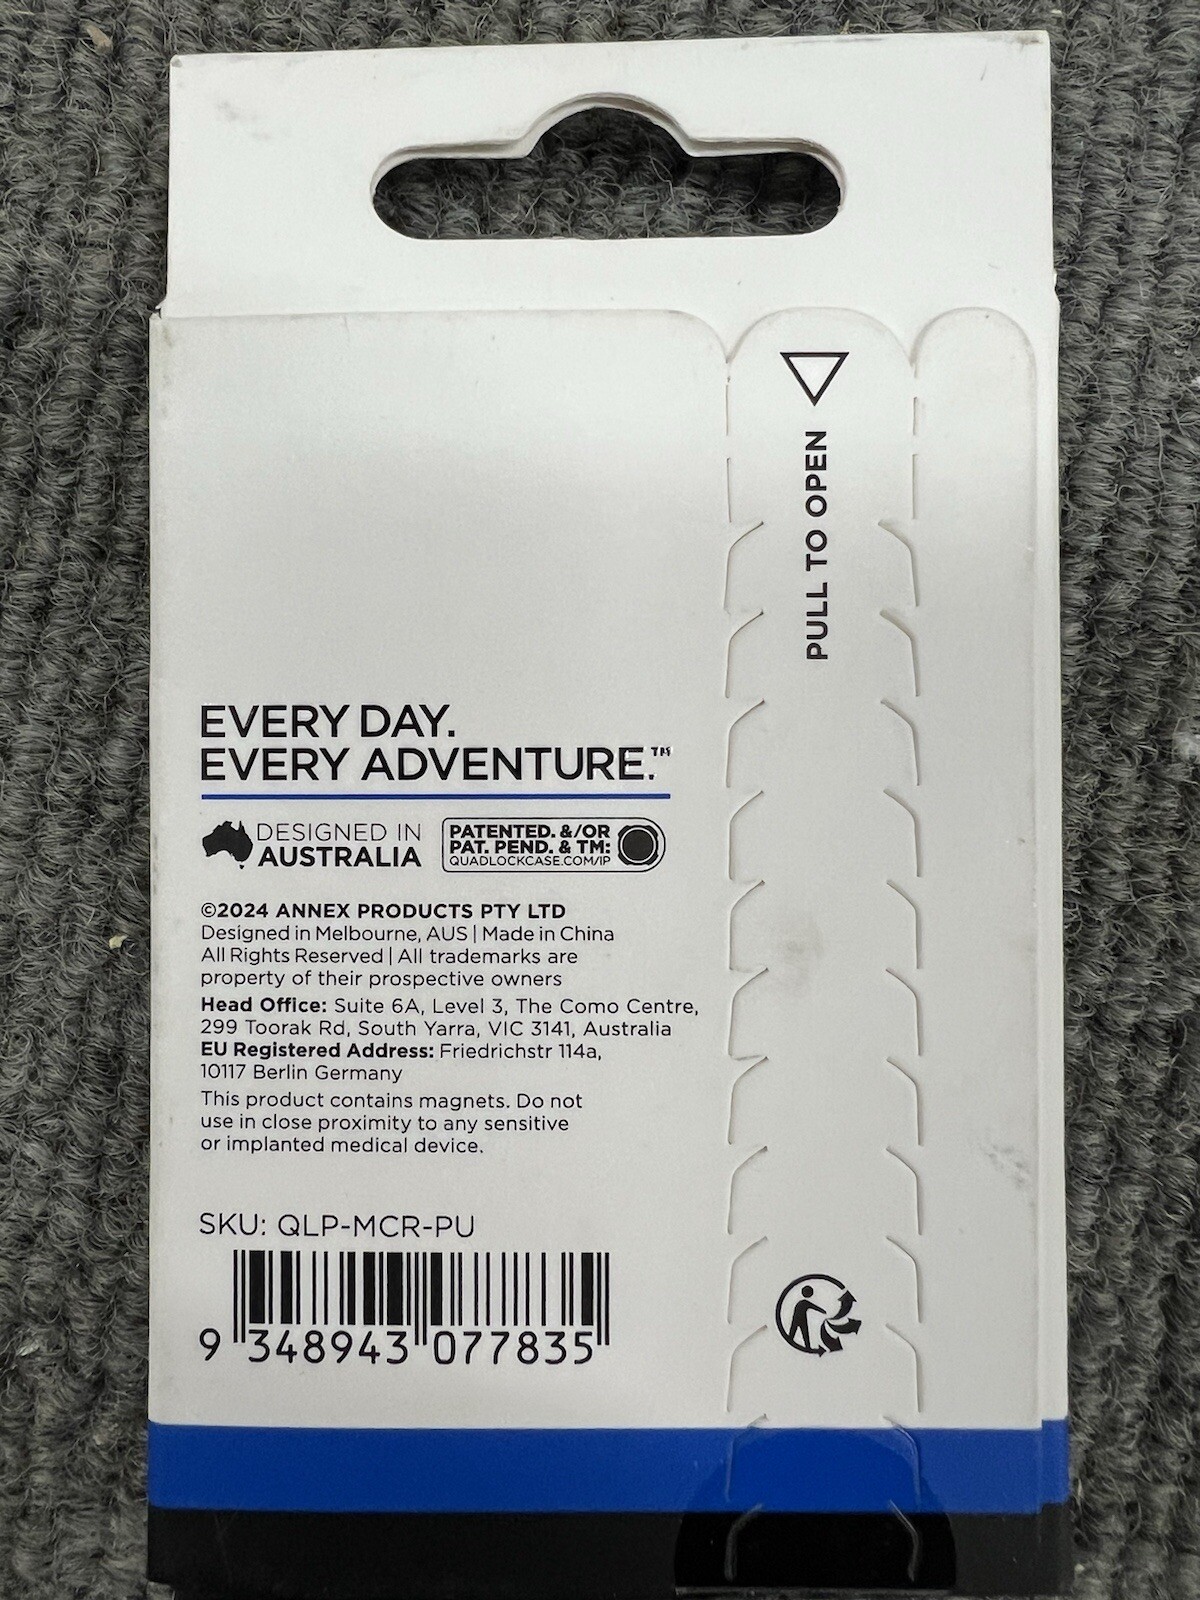 PULL TO OPEN
EVERY DAY.
EVERY ADVENTURE.™
DESIGNED IN
AUSTRALIA
PATENTED. &/OR
PAT. PEND. & TM:
QUADLOCKCASE.COM/IP
©2024 ANNEX PRODUCTS PTY LTD
Designed in Melbourne, AUS | Made in China
All Rights Reserved | All trademarks are
property of their prospective owners
Head Office: Suite 6A, Level 3, The Como Centre,
299 Toorak Rd, South Yarra, VIC 3141, Australia
EU Registered Address: Friedrichstr 114a,
10117 Berlin Germany
This product contains magnets. Do not
use in close proximity to any sensitive
or implanted medical device.
SKU: QLP-MCR-PU
9 348943 077835